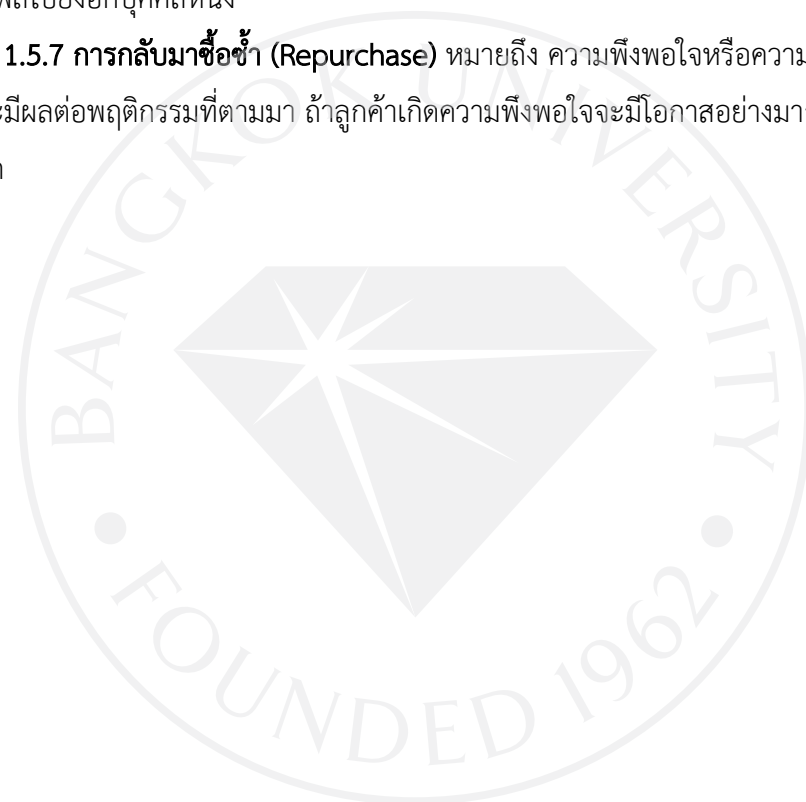 1.5.7 การกลับมาซื้อซ้ำ (Repurchase) หมายถึง ความพึงพอใจหรือความ
มีผลต่อพฤติกรรมที่ตามมา ถ้าลูกค้าเกิดความพึงพอใจจะมีโอกาสอย่างมา
BANGKOK UNIVERSITY
FOUNDED 1962